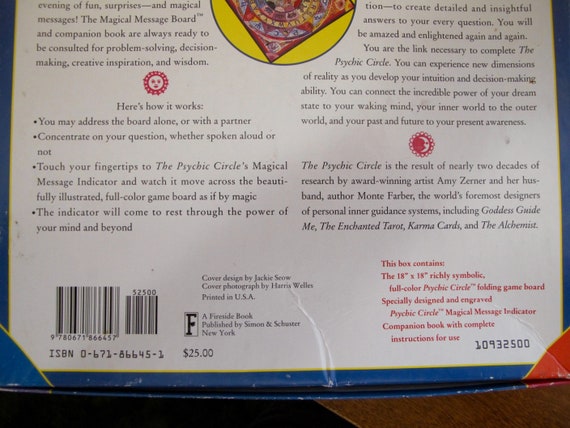 evening of fun, surprises—and magical
messages! The Magical Message Board™
and companion book are always ready to
be consulted for problem-solving, decision-
making, creative inspiration, and wisdom.
Here's how it works:
•You may address the board alone, or with a partner
•Concentrate on your question, whether spoken aloud or
not
•Touch your fingertips to The Psychic Circle's Magical
Message Indicator and watch it move across the beauti-
fully illustrated, full-color game board as if by magic
•The indicator will come to rest through the power of
your mind and beyond
tion—to create detailed and insightful
answers to your every question. You will
be amazed and enlightened again and again.
You are the link necessary to complete The
Psychic Circle. You can experience new dimensions
of reality as you develop your intuition and decision-making
ability. You can connect the incredible power of your dream
state to your waking mind, your inner world to the outer
world, and your past and future to your present awareness.
The Psychic Circle is the result of nearly two decades of
research by award-winning artist Amy Zerner and her hus-
band, author Monte Farber, the world's foremost designers
of personal inner guidance systems, including Goddess Guide
Me, The Enchanted Tarot, Karma Cards, and The Alchemist.
52500
9 780671 866457
ISBN 0-671-86645-1
Cover design by Jackie Seow
Cover photograph by Harris Welles
Printed in U.S.A.
F
A Fireside Book
Published by Simon & Schuster
New York
$25.00
This box contains:
The 18" x 18" richly symbolic,
full-color Psychic Circle™ folding game board
Specially designed and engraved
Psychic Circle™ Magical Message Indicator
Companion book with complete
instructions for use
10932500